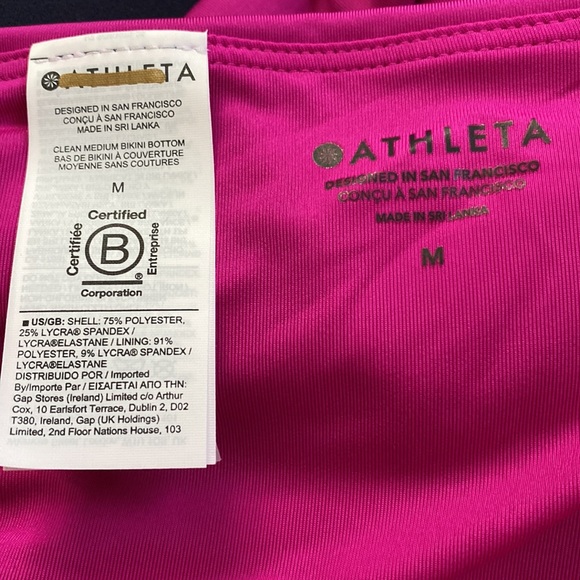 ATHLETA
DESIGNED IN SAN FRANCISCO
CONÇU À SAN FRANCISCO
MADE IN SRI LANKA
CLEAN MEDIUM BIKINI BOTTOM
BAS DE BIKINI À COUVERTURE
MOYENNE SANS COUTURES
M
Certified
Certifiée
B
Entreprise
®
Corporation
■ US/GB: SHELL: 75% POLYESTER,
25% LYCRA® SPANDEX /
LYCRA®ELASTANE / LINING: 91%
POLYESTER, 9% LYCRA® SPANDEX /
LYCRA®ELASTANE
DISTRIBUIDO POR / Imported
By/Importe Par / ΕΙΣΑΓΕΤΑΙ ΑΠΟ ΤΗΝ:
Gap Stores (Ireland) Limited c/o Arthur
Cox, 10 Earlsfort Terrace, Dublin 2, D02
T380, Ireland, Gap (UK Holdings)
Limited, 2nd Floor Nations House, 103
ATHLETA
DESIGNED IN SAN FRANCISCO
CONÇU À SAN FRANCISCO
MADE IN SRI LANKA
M